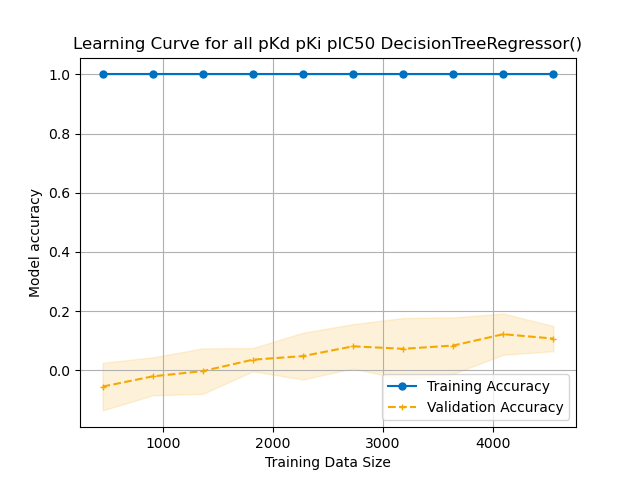 Learning Curve for all pKd pKi pIC50 DecisionTreeRegressor()
1.0
0.8
0.6
0.4
0.2
0.0
Model accuracy
Training Accuracy
Validation Accuracy
1000 2000 3000 4000
Training Data Size